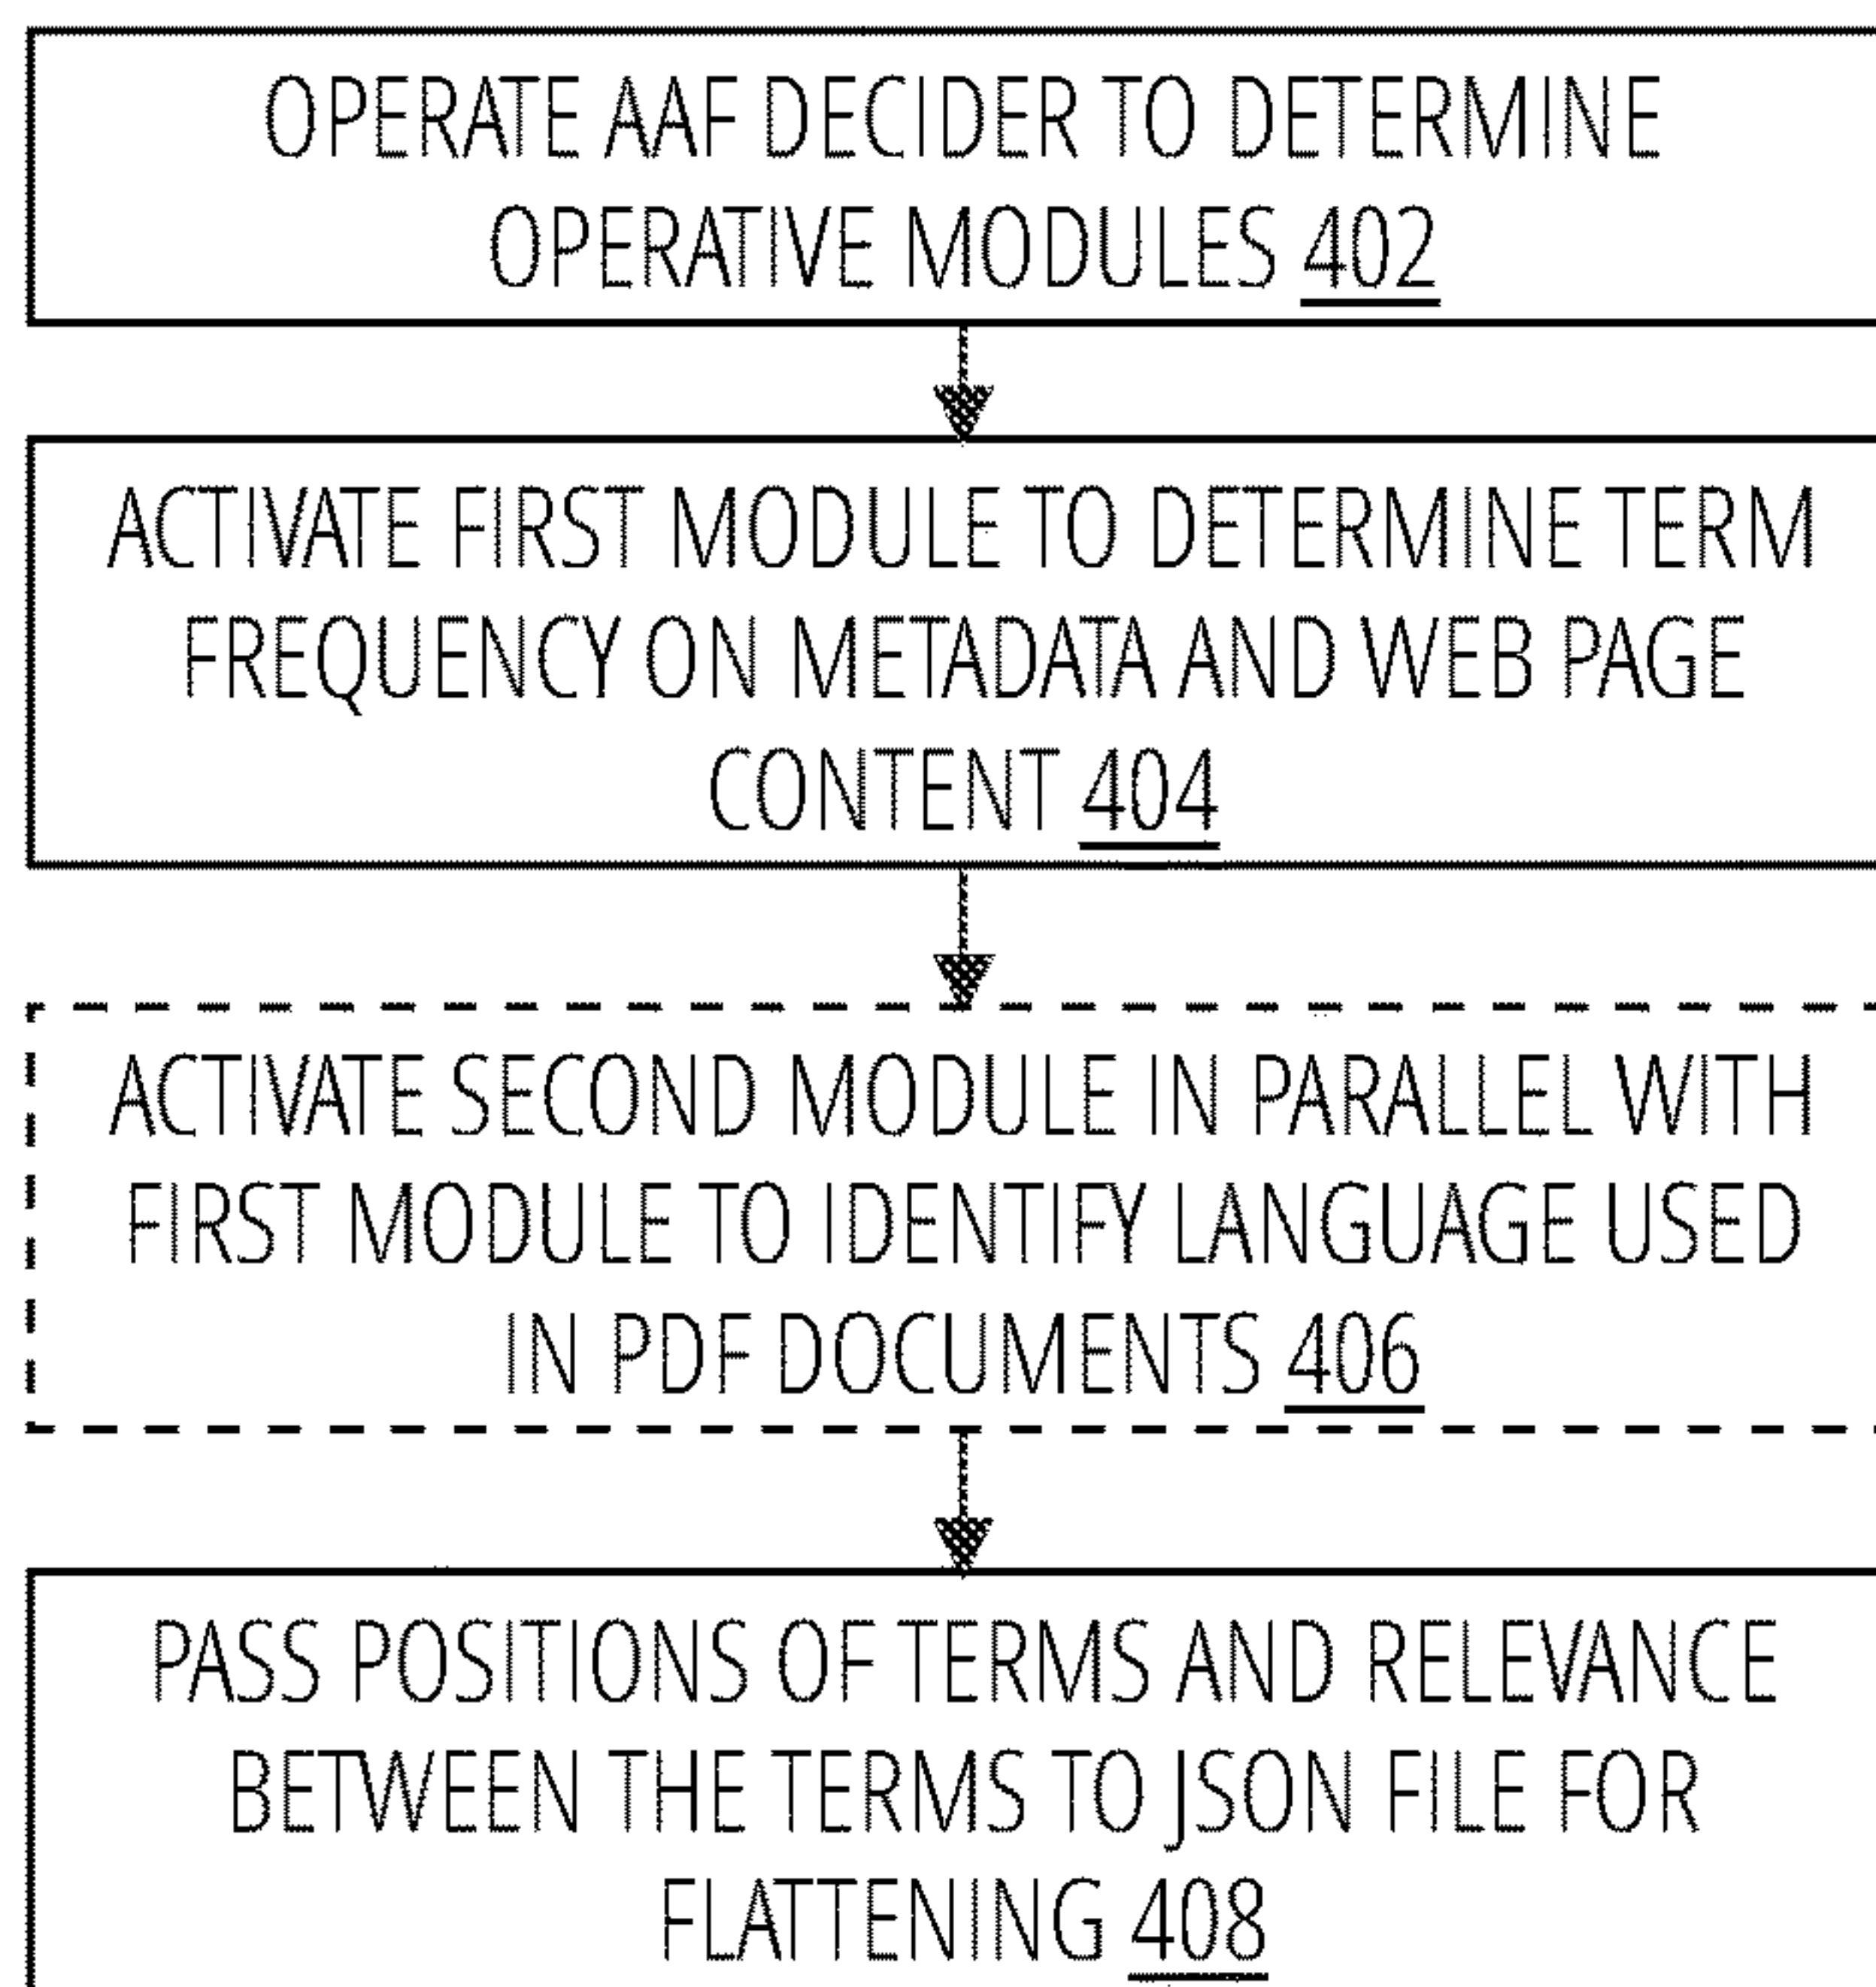 OPERATE AAF DECIDER TO DETERMINE
OPERATIVE MODULES 402
ACTIVATE FIRST MODULE TO DETERMINE TERM
FREQUENCY ON METADATA AND WEB PAGE
CONTENT 404
ACTIVATE SECOND MODULE IN PARALLEL WITH
FIRST MODULE TO IDENTIFY LANGUAGE USED
IN PDF DOCUMENTS 406
PASS POSITIONS OF TERMS AND RELEVANCE
BETWEEN THE TERMS TO JSON FILE FOR
FLATTENING 408